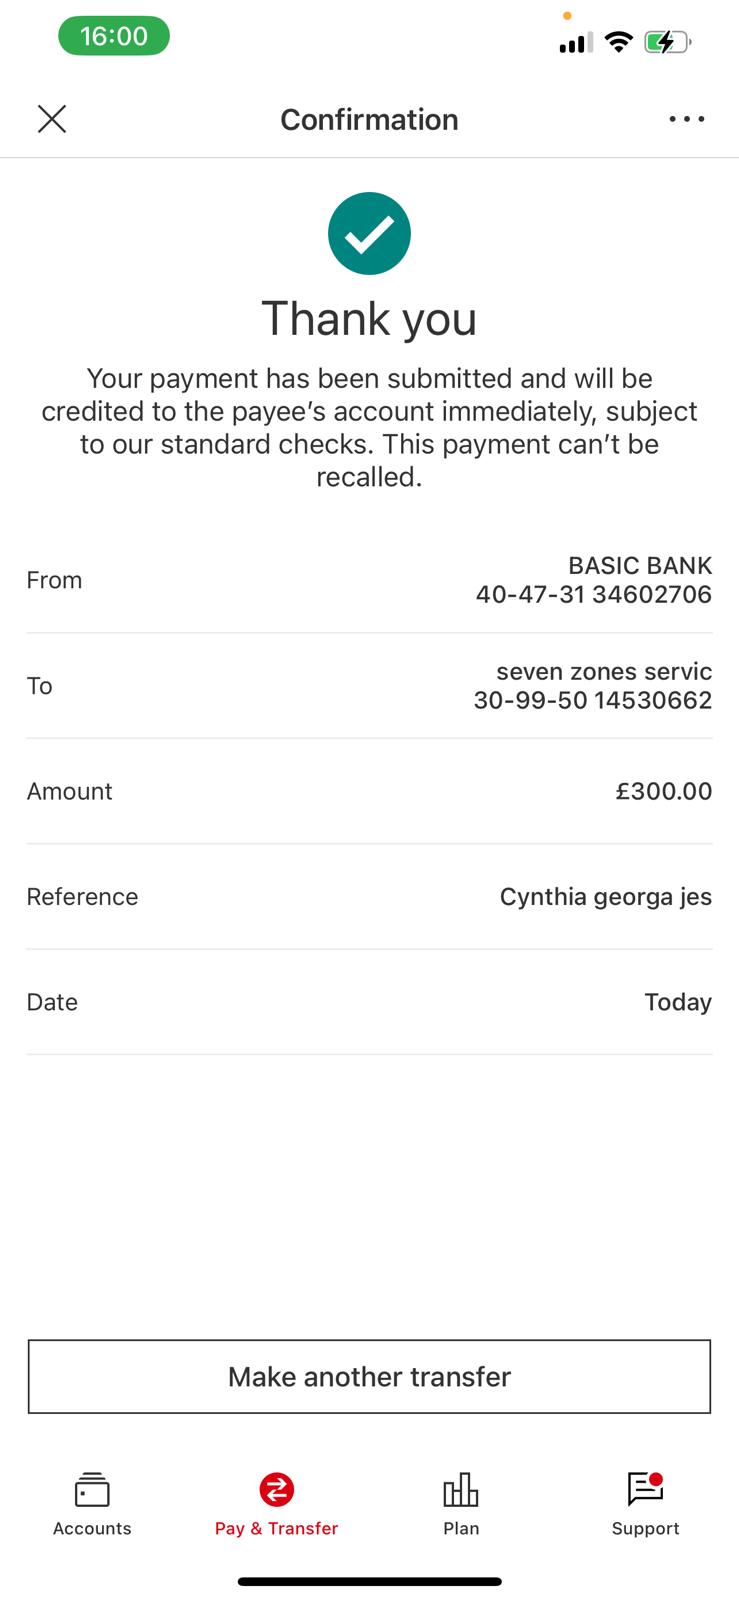 16:00
Confirmation
Thank you
Your payment has been submitted and will be
credited to the payee’s account immediately, subject
to our standard checks. This payment can’t be
recalled.
From
BASIC BANK
40-47-31 34602706
To
seven zones servic
30-99-50 14530662
Amount
£300.00
Reference
Cynthia georga jes
Date
Today
Make another transfer
Accounts
Pay & Transfer
Plan
Support